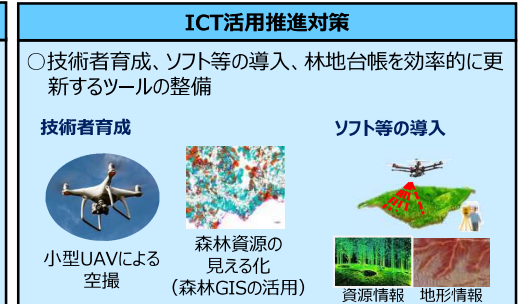 ICT活用推進対策
○技術者育成、ソフト等の導入、林地台帳を効率的に更
新するツールの整備
技術者育成
ソフト等の導入
小型UAVによる
空撮
森林資源の
見える化
（森林GISの活用）
資源情報
地形情報